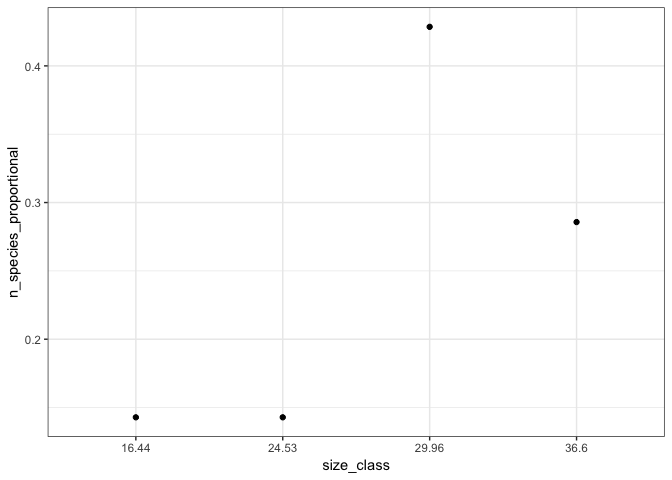 n_species_proportional
0.4
0.3
0.2
16.44 24.53 29.96 36.6
size_class